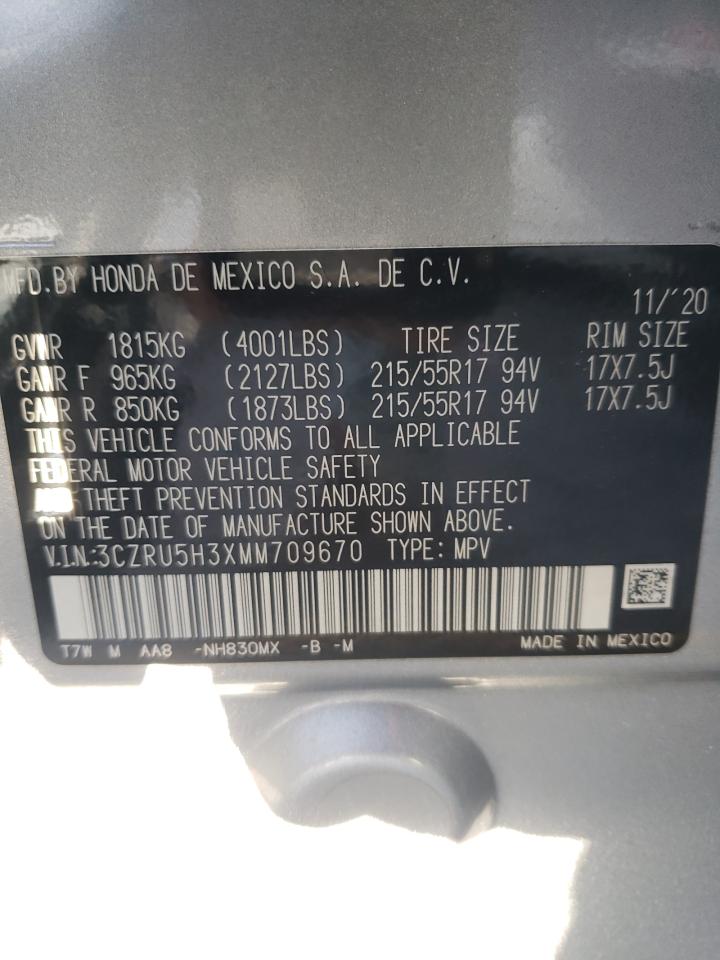 MFD.BY HONDA DE MEXICO S.A. DE C.V.
11/'20
GVWR 1815KG (4001LBS) TIRE SIZE RIM SIZE
GAWR F 965KG (2127LBS) 215/55R17 94V 17X7.5J
GAWR R 850KG (1873LBS) 215/55R17 94V 17X7.5J
THIS VEHICLE CONFORMS TO ALL APPLICABLE
FEDERAL MOTOR VEHICLE SAFETY
AND THEFT PREVENTION STANDARDS IN EFFECT
ON THE DATE OF MANUFACTURE SHOWN ABOVE.
V.I.N.:3CZRU5H3XMM709670 TYPE: MPV
T7W M AA8 -NH830MX -B -M MADE IN MEXICO